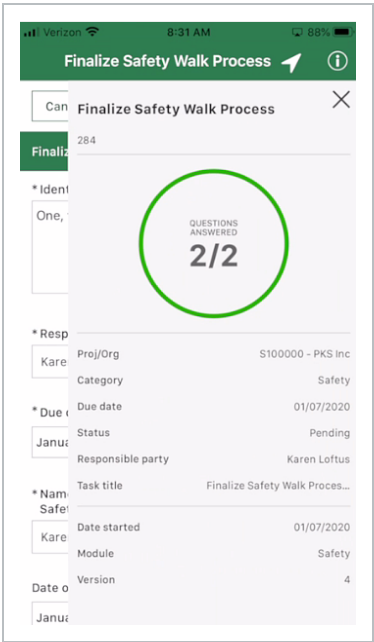 Verizon 8:31 AM 88%
Finalize Safety Walk Process
Can
Finalize Safety Walk Process
284
Finaliz
* Ident
One,
QUESTIONS
ANSWERED
2/2
* Resp
Kare
Proj/Org S100000 - PKS Inc
Category Safety
Due date 01/07/2020
* Due
Status Pending
Janua
Responsible party Karen Loftus
Task title Finalize Safety Walk Proces...
* Nam
Safet
Date started 01/07/2020
Kare
Module Safety
Version 4
Date o
Janua